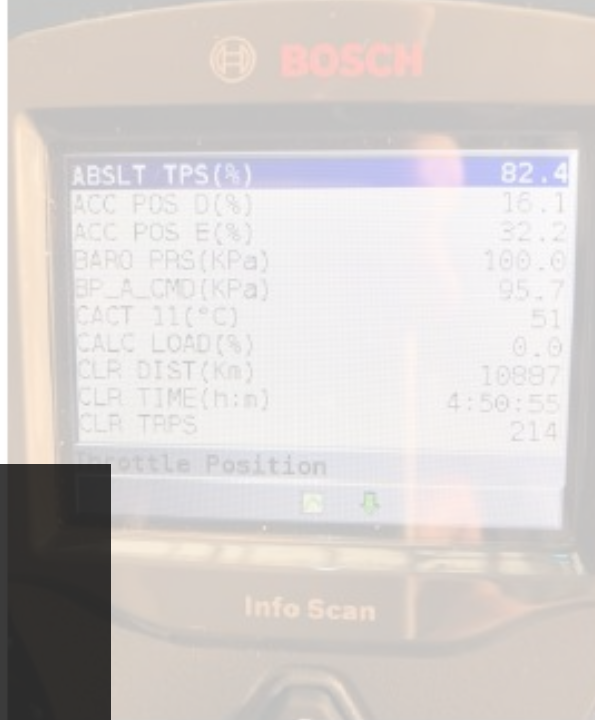 BOSCH
ABSLT TPS(%) 82.4
ACC POS D(%) 16.1
ACC POS E(%) 32.2
BARO PRS(KPa) 100.0
BP_A_CMD(KPa) 95.7
CACT 11(°C) 51
CALC LOAD(%) 0.0
CLR DIST(Km) 10887
CLR TIME(h:m) 4:50:55
CLR TRPS 214
Throttle Position
Info Scan